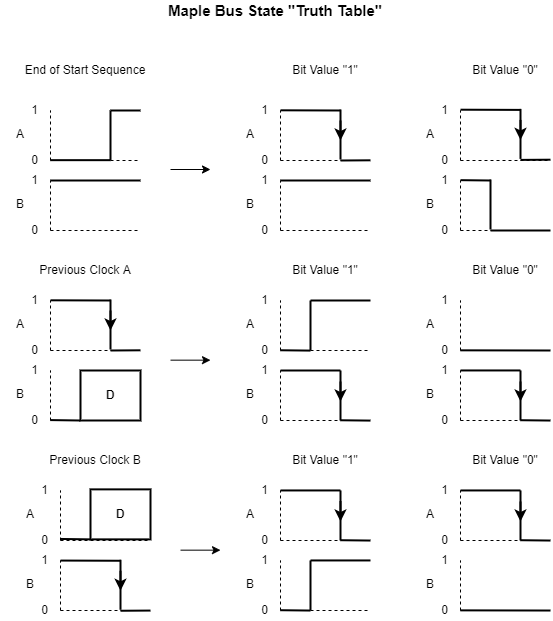 Maple Bus State "Truth Table"
End of Start Sequence
Bit Value "1"
Bit Value "0"
1
A
0
1
B
0
1
A
0
1
B
0
1
A
0
1
B
0
Previous Clock A
Bit Value "1"
Bit Value "0"
1
A
0
1
B
D
0
1
A
0
1
B
0
1
A
0
1
B
0
Previous Clock B
Bit Value "1"
Bit Value "0"
1
A
D
0
1
B
0
1
A
0
1
B
0
1
A
0
1
B
0